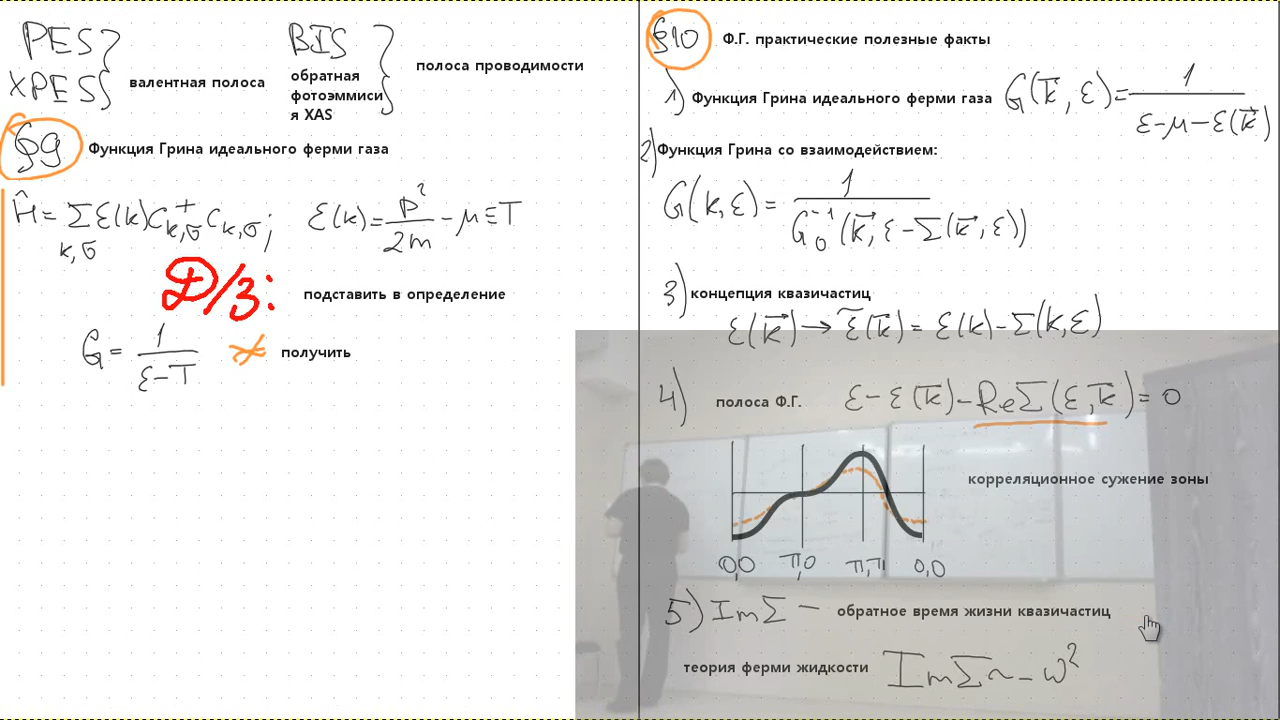 PES
XPES
валентная полоса
BIS
обратная
фотоэммиси
я XAS
полоса проводимости
§9
Функция Грина идеального ферми газа
Ĥ = Σ_{k,σ} ε(k) c⁺_{k,σ} c_{k,σ}; ε(k) = p²/2m − μ ≡ T
Д/З:
подставить в определение
G = 1/(ε−T)
получить
§10
Ф.Г. практические полезные факты
1) Функция Грина идеального ферми газа G(k⃗, ε) = 1/(ε−μ−ε(k⃗))
2) Функция Грина со взаимодействием:
G(k,ε) = 1/(G₀⁻¹(k⃗, ε−Σ(k⃗,ε)))
3) концепция квазичастиц
ε(k⃗) → ε̃(k⃗) = ε(k)−Σ(k,ε)
4) полоса Ф.Г. ε−ε(k)−ReΣ(ε,k) = 0
корреляционное сужение зоны
0,0 π,0 π,π 0,0
5) ImΣ — обратное время жизни квазичастиц
теория ферми жидкости ImΣ ~ −ω²